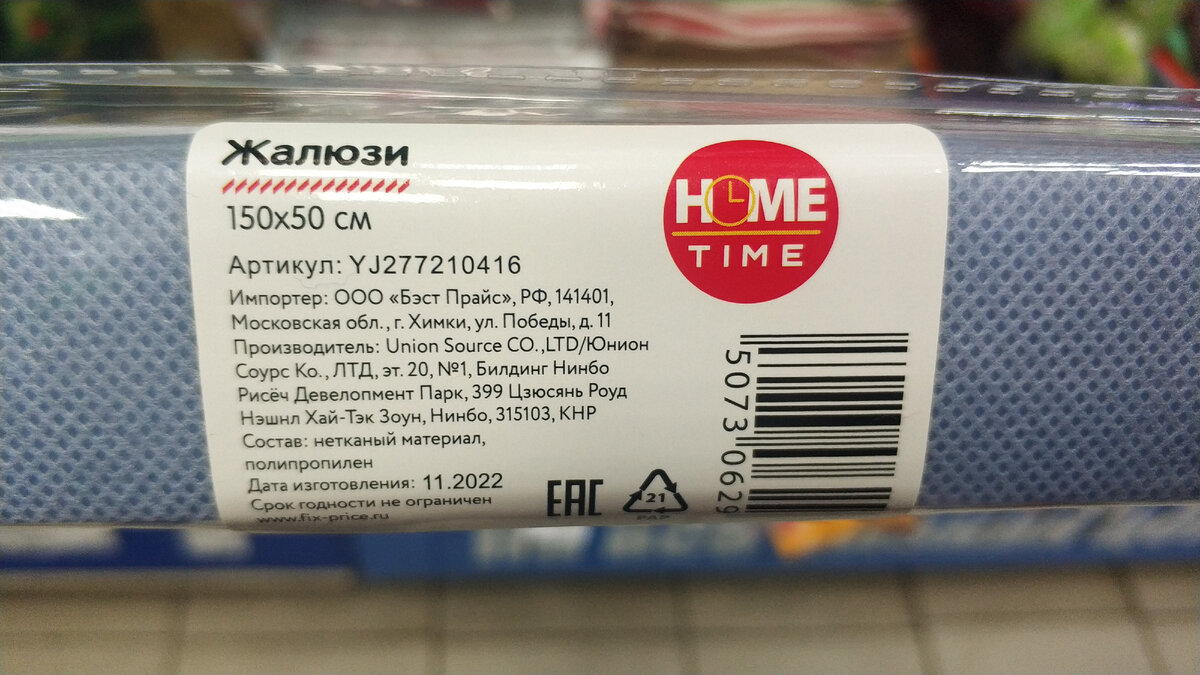 Жалюзи
150x50 см
Артикул: YJ277210416
Импортер: ООО «Бэст Прайс», РФ, 141401,
Московская обл., г. Химки, ул. Победы, д. 11
Производитель: Union Source CO.,LTD/Юнион
Соурс Ко., ЛТД, эт. 20, №1, Билдинг Нинбо
Рисёч Девелопмент Парк, 399 Цзюсянь Роуд
Нэшнл Хай-Тэк Зоун, Нинбо, 315103, КНР
Состав: нетканый материал,
полипропилен
Дата изготовления: 11.2022
Срок годности не ограничен
www.fix-price.ru
HOME
TIME
5073 0629
EAC
21
PAP